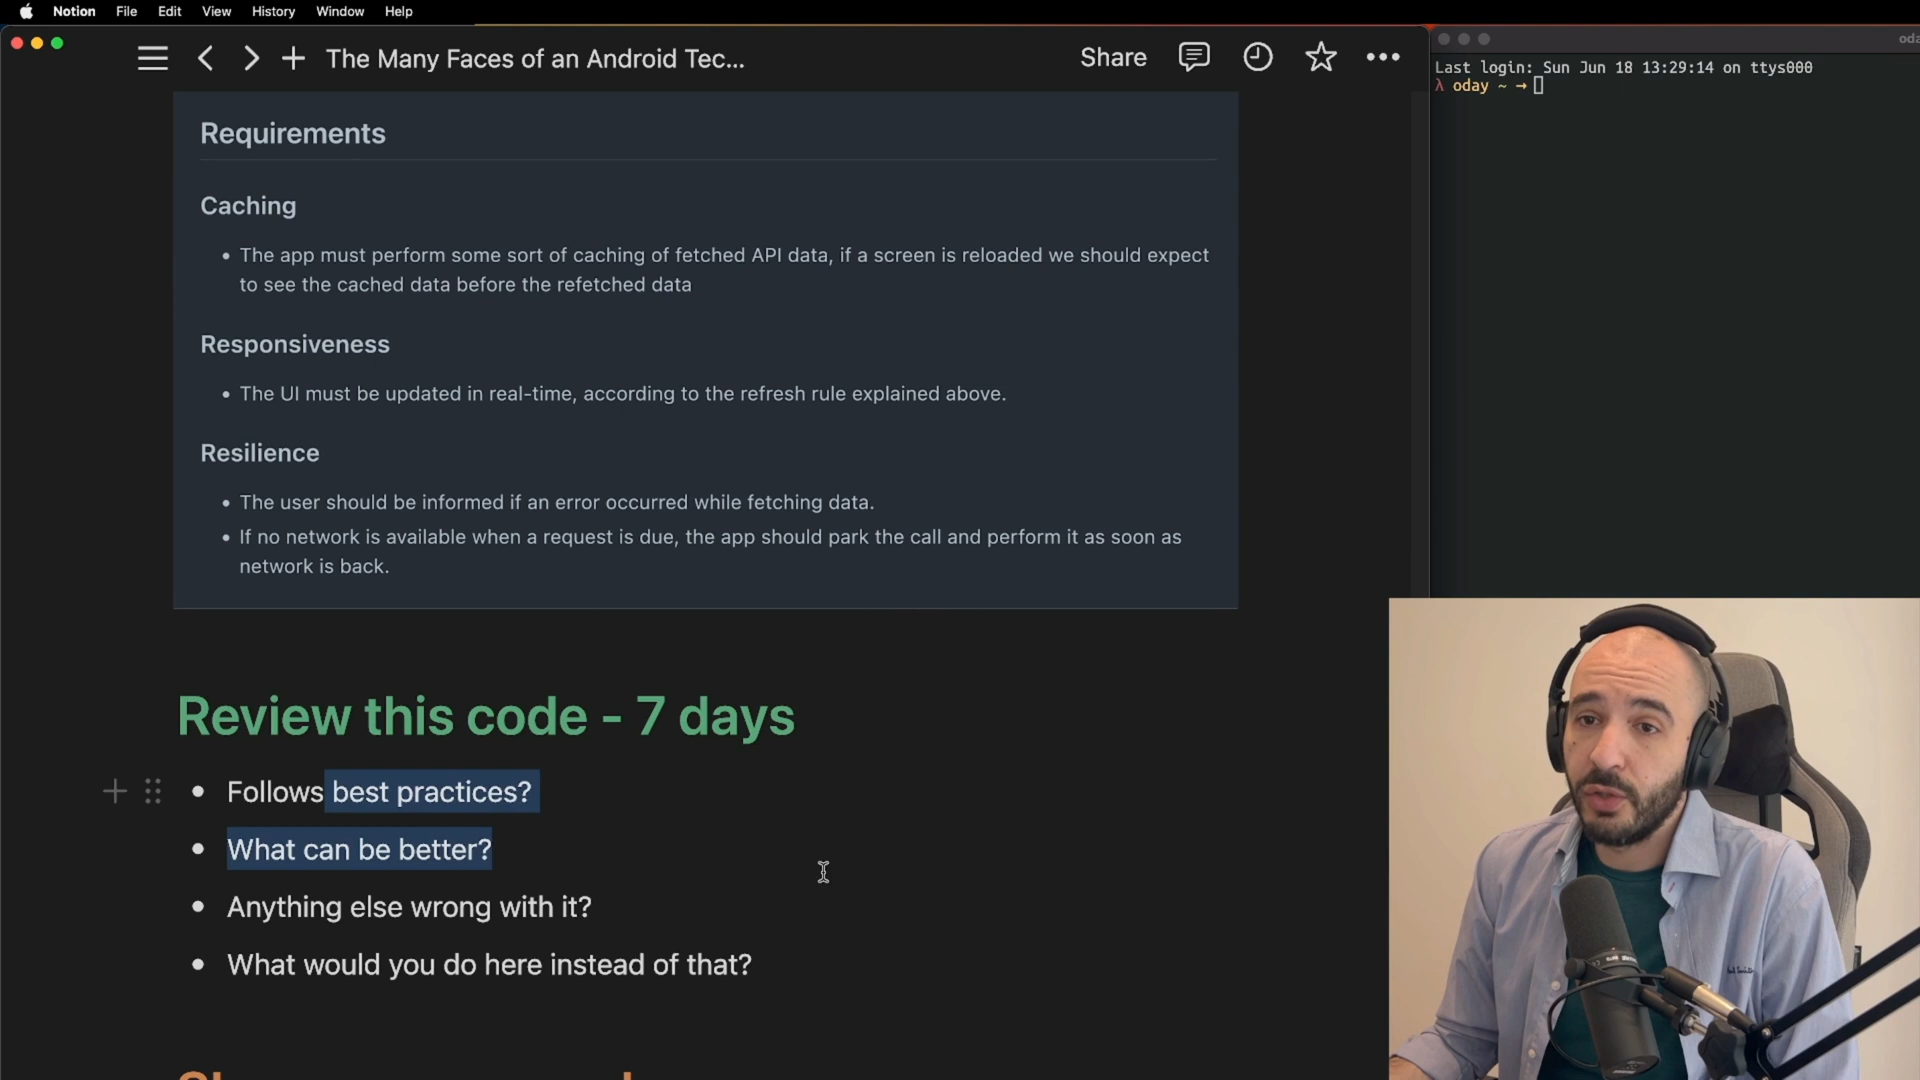 Notion File Edit View History Window Help
The Many Faces of an Android Tec...
Share
Requirements
Caching
• The app must perform some sort of caching of fetched API data, if a screen is reloaded we should expect
to see the cached data before the refetched data
Responsiveness
• The UI must be updated in real-time, according to the refresh rule explained above.
Resilience
• The user should be informed if an error occurred while fetching data.
• If no network is available when a request is due, the app should park the call and perform it as soon as
network is back.
Review this code - 7 days
• Follows best practices?
• What can be better?
• Anything else wrong with it?
• What would you do here instead of that?
oda
Last login: Sun Jun 18 13:29:14 on ttys000
λ oday ~ →